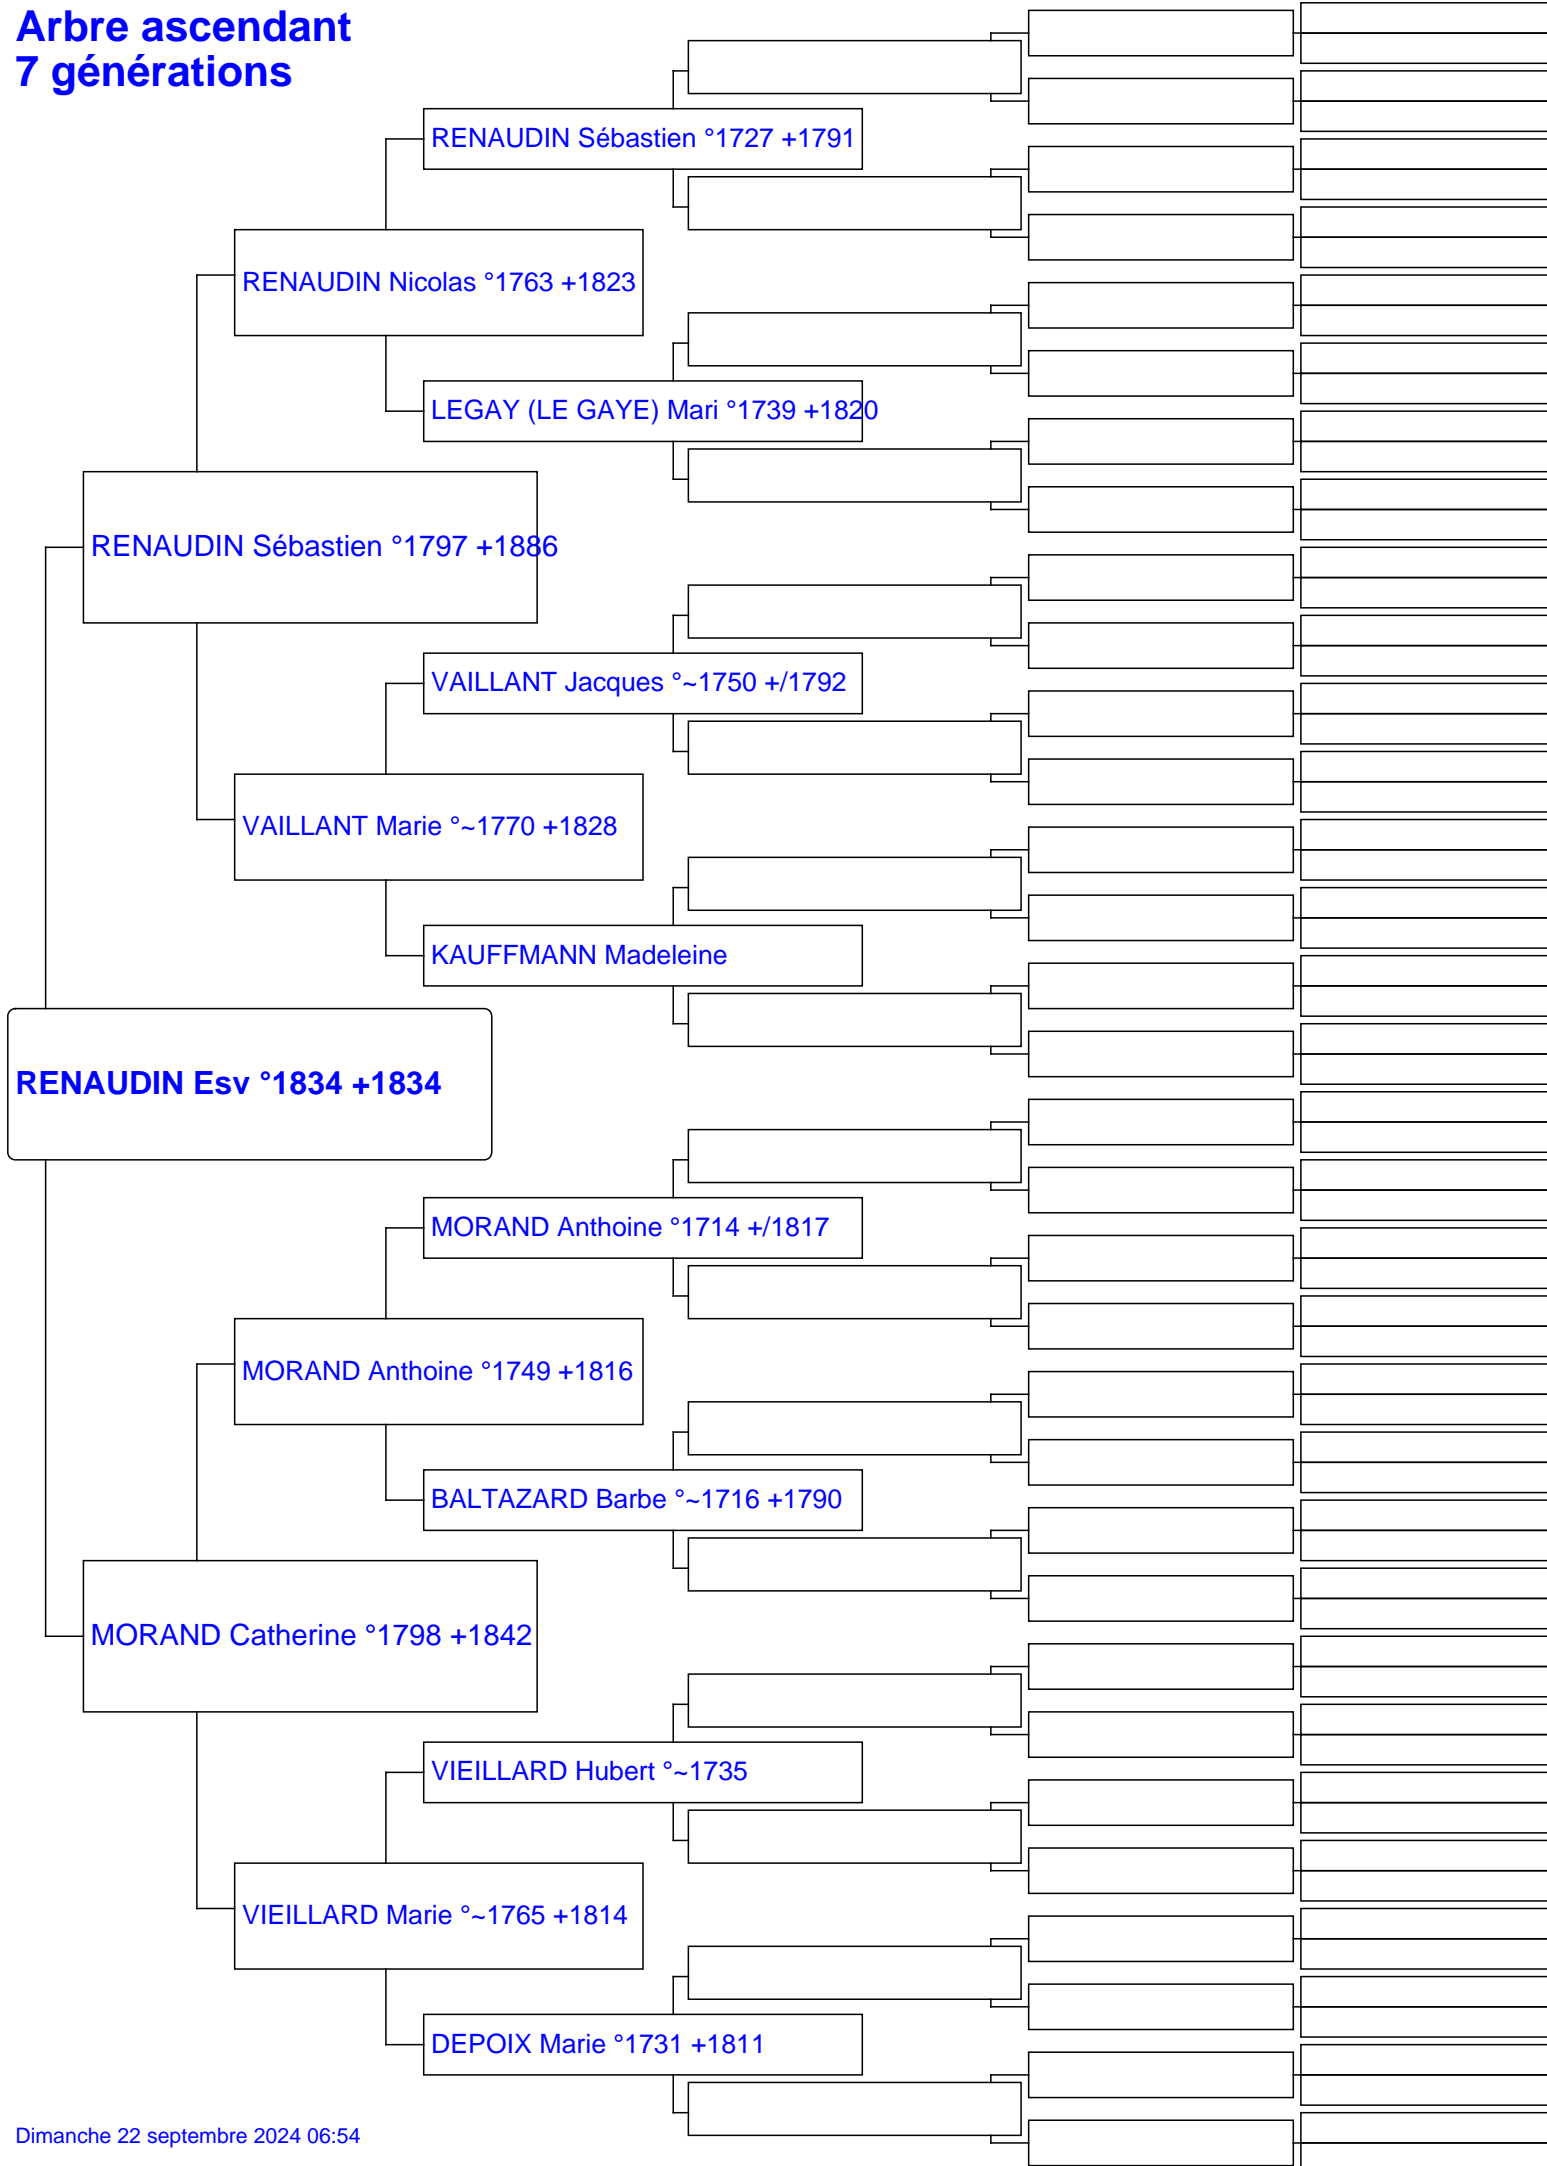 Arbre ascendant
7 générations
RENAUDIN Sébastien °1727 +1791
RENAUDIN Nicolas °1763 +1823
LEGAY (LE GAYE) Mari °1739 +1820
RENAUDIN Sébastien °1797 +1886
VAILLANT Jacques °~1750 +/1792
VAILLANT Marie °~1770 +1828
KAUFFMANN Madeleine
RENAUDIN Esv °1834 +1834
MORAND Anthoine °1714 +/1817
MORAND Anthoine °1749 +1816
BALTAZARD Barbe °~1716 +1790
MORAND Catherine °1798 +1842
VIEILLARD Hubert °~1735
VIEILLARD Marie °~1765 +1814
DEPOIX Marie °1731 +1811
Dimanche 22 septembre 2024 06:54